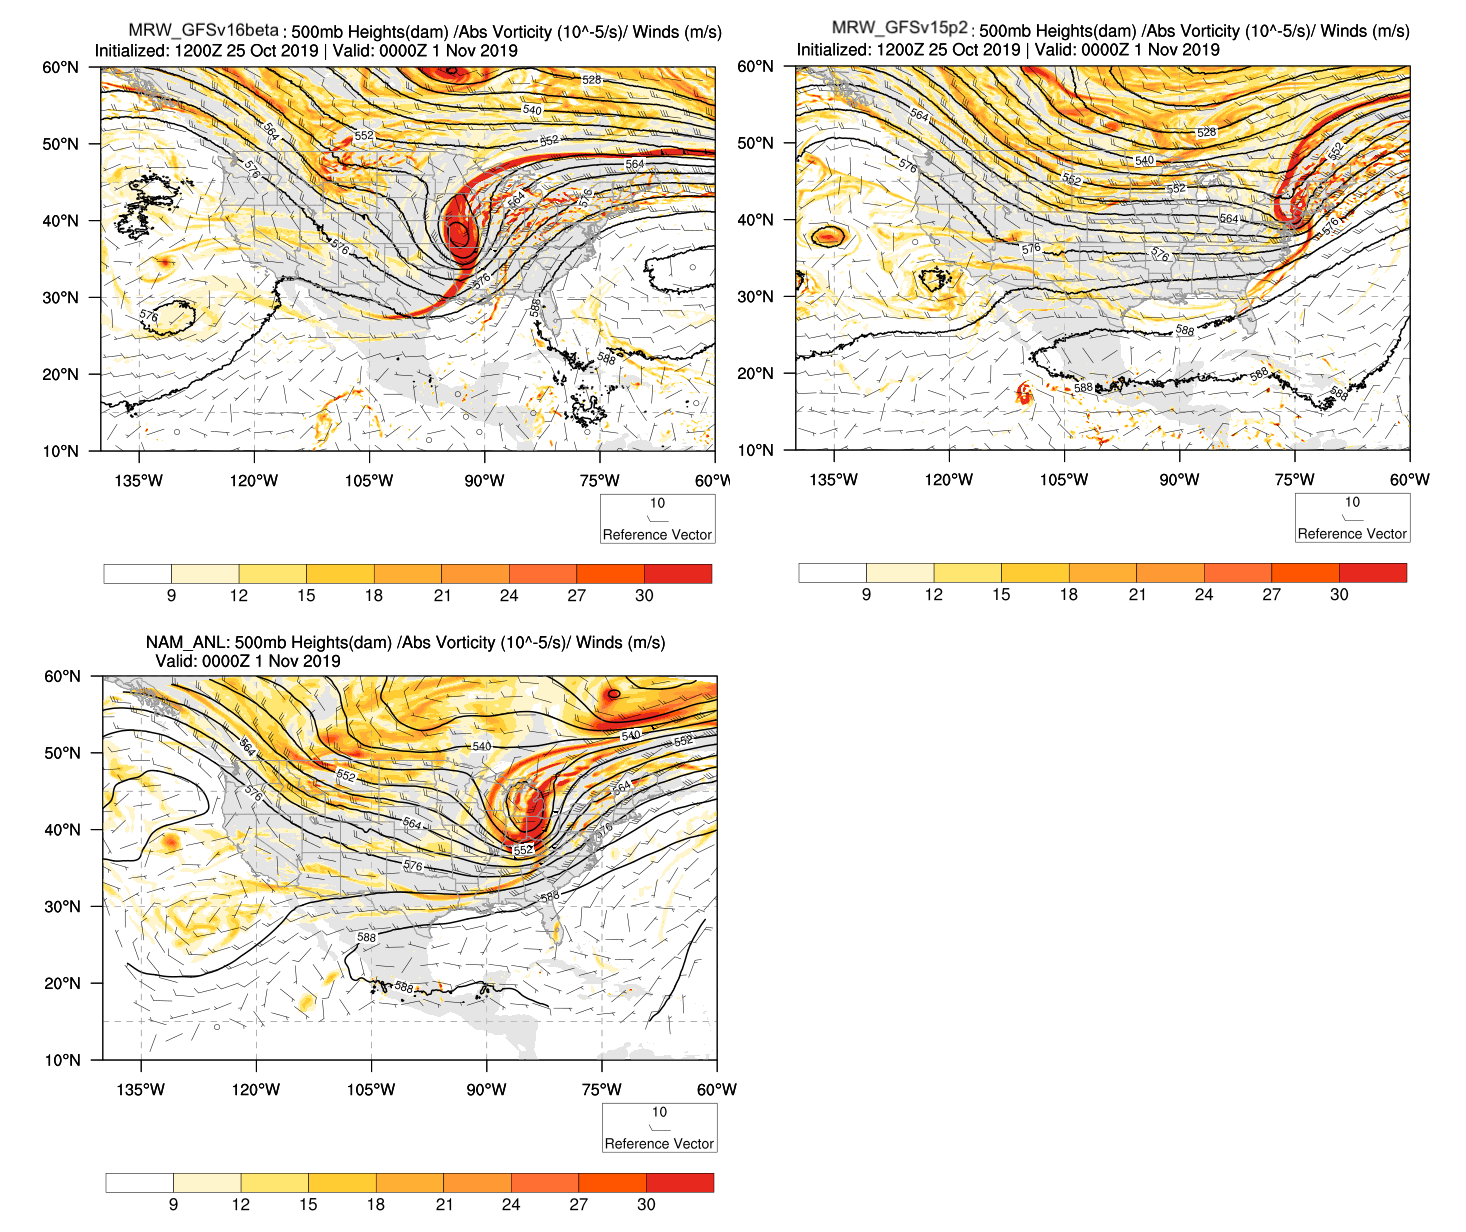 MRW_GFSv16beta : 500mb Heights(dam) /Abs Vorticity (10^-5/s)/ Winds (m/s)
Initialized: 1200Z 25 Oct 2019 | Valid: 0000Z 1 Nov 2019
60°N
50°N
40°N
30°N
20°N
10°N
528
540
552
552
564
564
564
576
576
576
576
576
588
588
135°W
120°W
105°W
90°W
75°W
60°W
10
Reference Vector
9 12 15 18 21 24 27 30
MRW_GFSv15p2 : 500mb Heights(dam) /Abs Vorticity (10^-5/s)/ Winds (m/s)
Initialized: 1200Z 25 Oct 2019 | Valid: 0000Z 1 Nov 2019
60°N
50°N
40°N
30°N
20°N
10°N
564
528
552
540
576
552
552
564
576
576
576
588
588
588
588
135°W
120°W
105°W
90°W
75°W
60°W
10
Reference Vector
9 12 15 18 21 24 27 30
NAM_ANL: 500mb Heights(dam) /Abs Vorticity (10^-5/s)/ Winds (m/s)
Valid: 0000Z 1 Nov 2019
60°N
50°N
40°N
30°N
20°N
10°N
540
552
564
540
552
576
564
564
576
552
576
588
588
588
135°W
120°W
105°W
90°W
75°W
60°W
10
Reference Vector
9 12 15 18 21 24 27 30